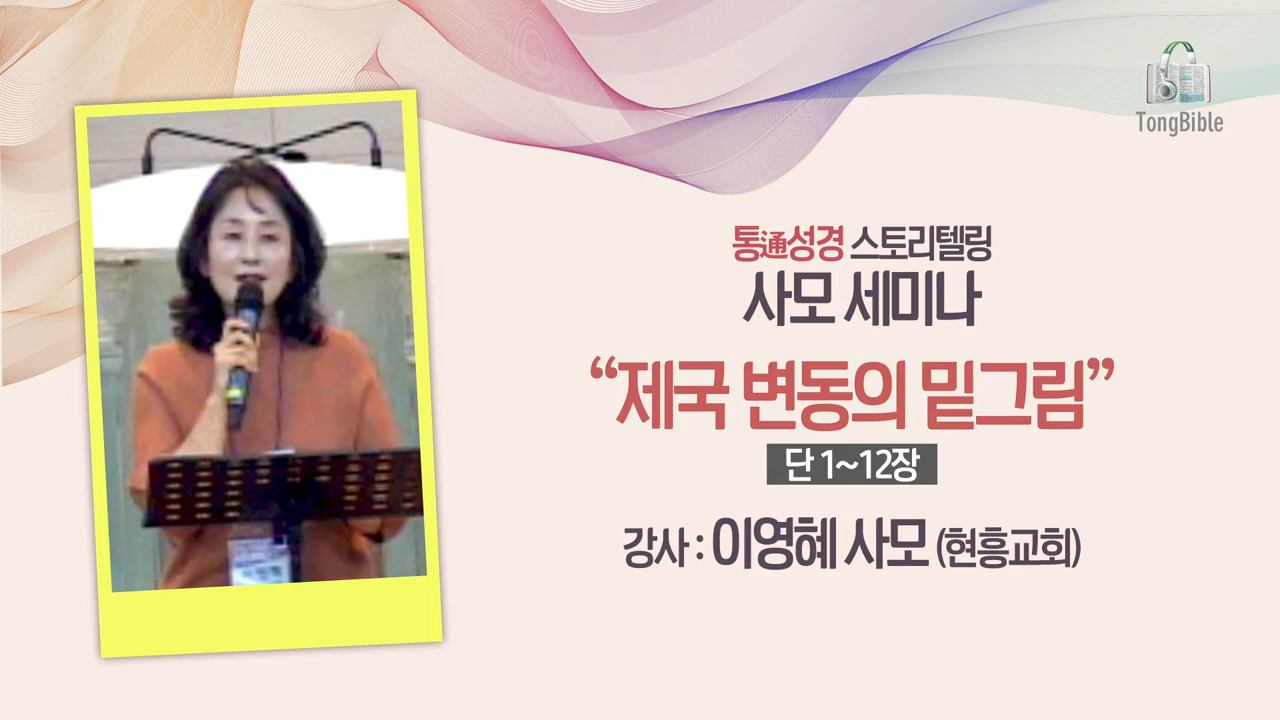 TongBible
통通성경 스토리텔링
사모 세미나
“제국 변동의 밑그림”
단 1~12장
강사 : 이영혜 사모 (현흥교회)